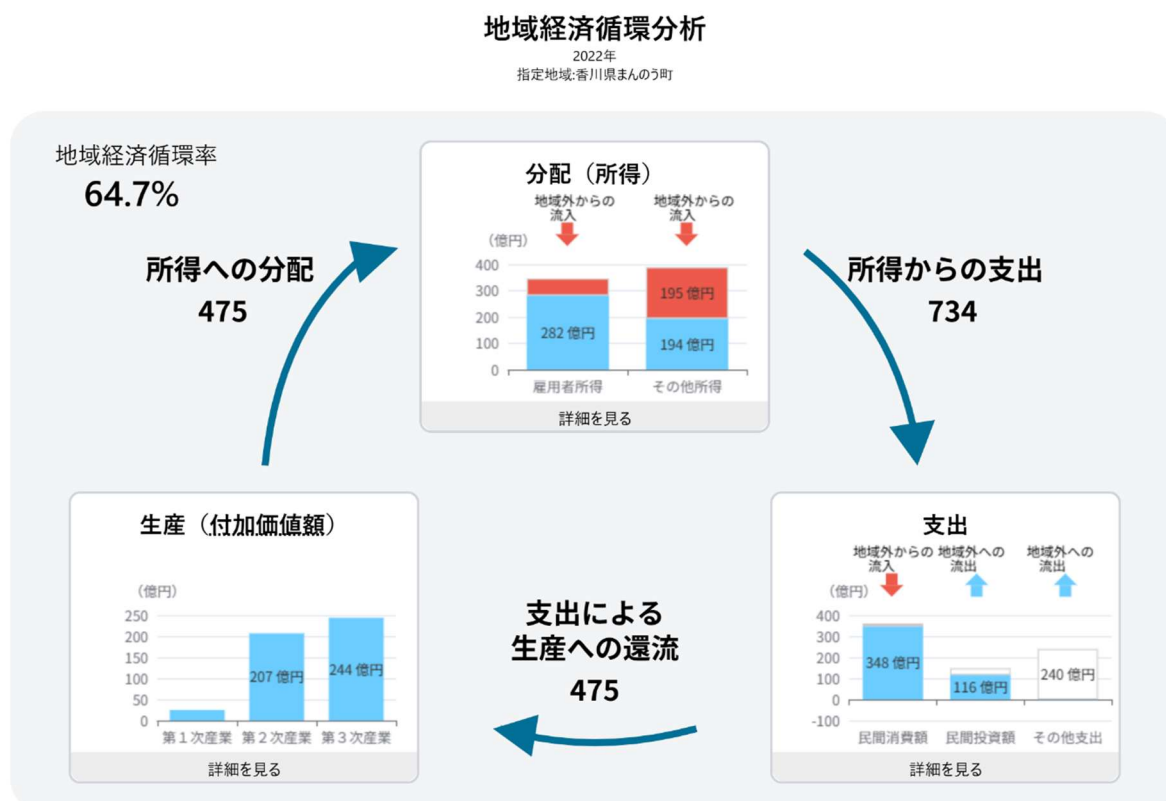 地域経済循環分析
2022年
指定地域:香川県まんのう町
地域経済循環率
64.7%
分配（所得）
地域外からの
流入
地域外からの
流入
（億円）
400
300
200
100
0
195 億円
282 億円
194 億円
雇用者所得
その他所得
詳細を見る
所得への分配
475
所得からの支出
734
生産（付加価値額）
（億円）
250
200
150
100
50
0
207 億円
244 億円
第１次産業
第２次産業
第３次産業
詳細を見る
支出による
生産への還流
475
支出
地域外からの
流入
地域外への
流出
地域外への
流出
（億円）
400
300
200
100
0
-100
348 億円
116 億円
240 億円
民間消費額
民間投資額
その他支出
詳細を見る